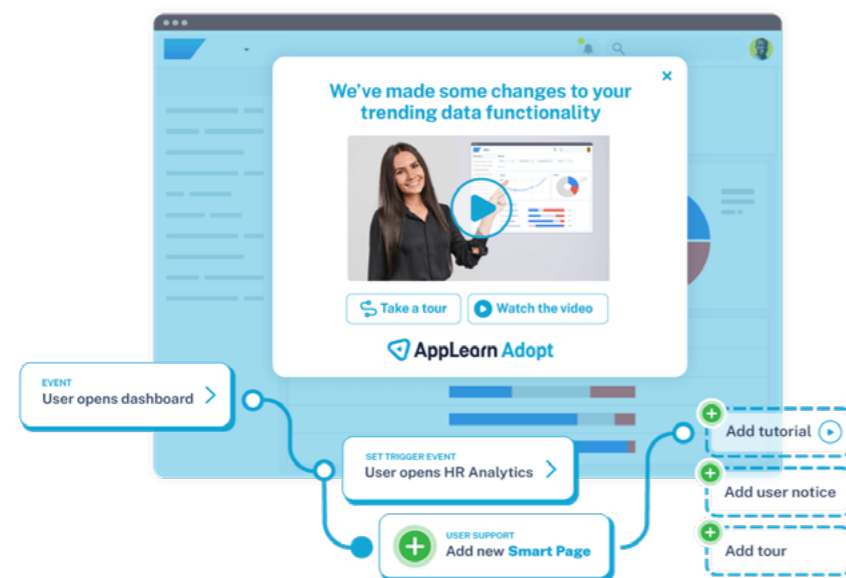 We've made some changes to your
trending data functionality
Take a tour
Watch the video
AppLearn Adopt
EVENT
User opens dashboard
SET TRIGGER EVENT
User opens HR Analytics
USER SUPPORT
Add new Smart Page
Add tutorial
Add user notice
Add tour